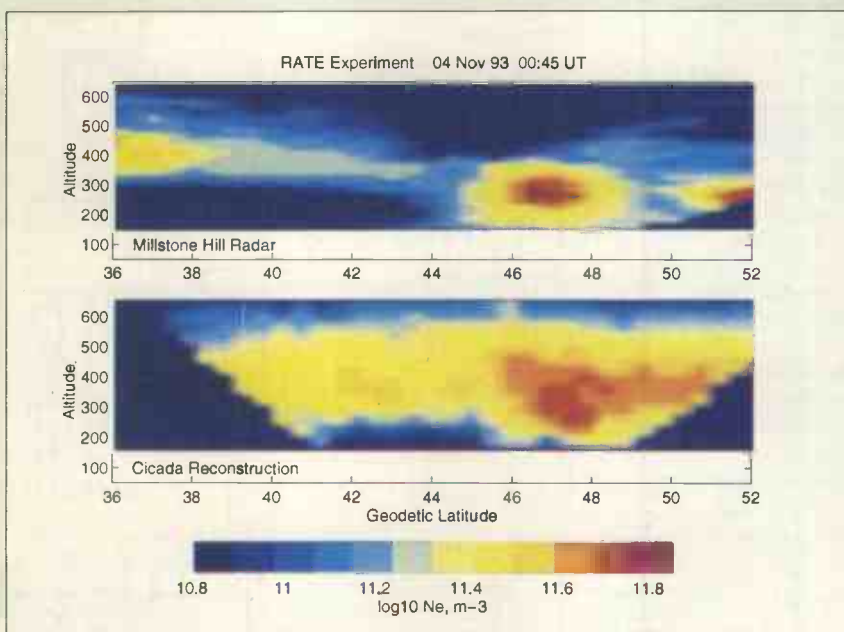 RATE Experiment 04 Nov 93 00:45 UT
600
500
400
300
200
100
Altitude
Millstone Hill Radar
36 38 40 42 44 46 48 50 52
600
500
400
300
200
100
Altitude.
Cicada Reconstruction
36 38 40 42 44 46 48 50 52
Geodetic Latitude
10.8 11 11.2 11.4 11.6 11.8
log10 Ne, m-3